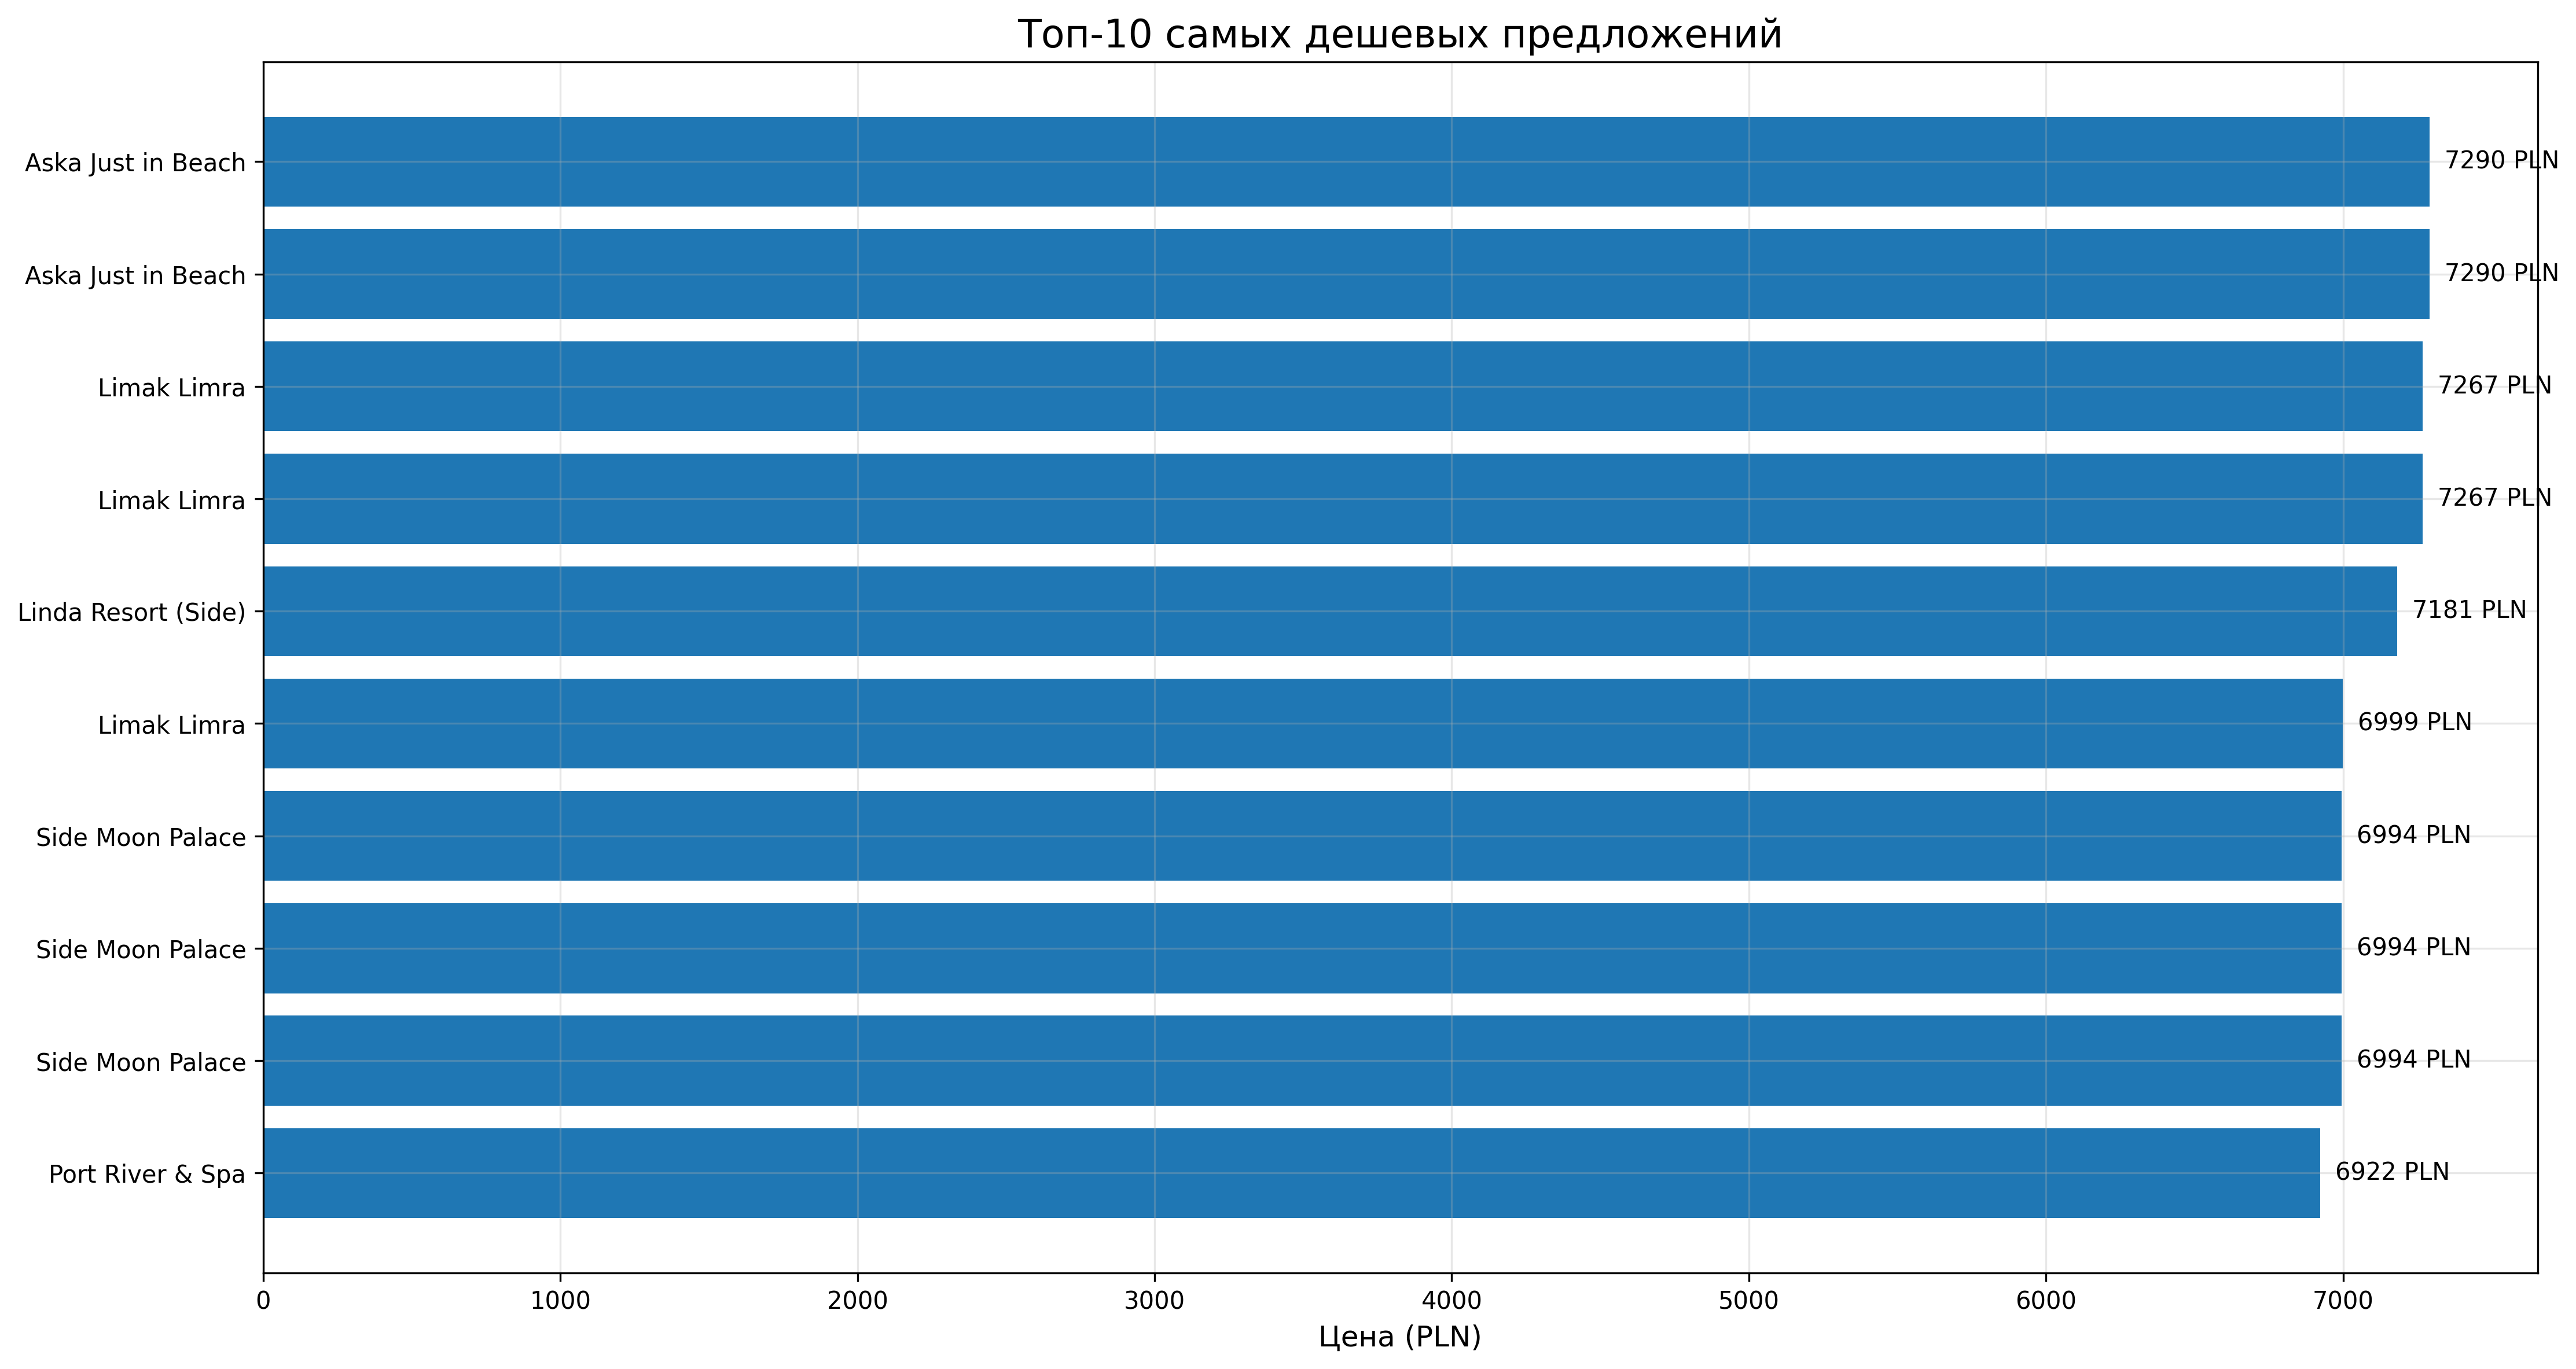 Топ-10 самых дешевых предложений
Aska Just in Beach 7290 PLN
Aska Just in Beach 7290 PLN
Limak Limra 7267 PLN
Limak Limra 7267 PLN
Linda Resort (Side) 7181 PLN
Limak Limra 6999 PLN
Side Moon Palace 6994 PLN
Side Moon Palace 6994 PLN
Side Moon Palace 6994 PLN
Port River & Spa 6922 PLN
0 1000 2000 3000 4000 5000 6000 7000
Цена (PLN)